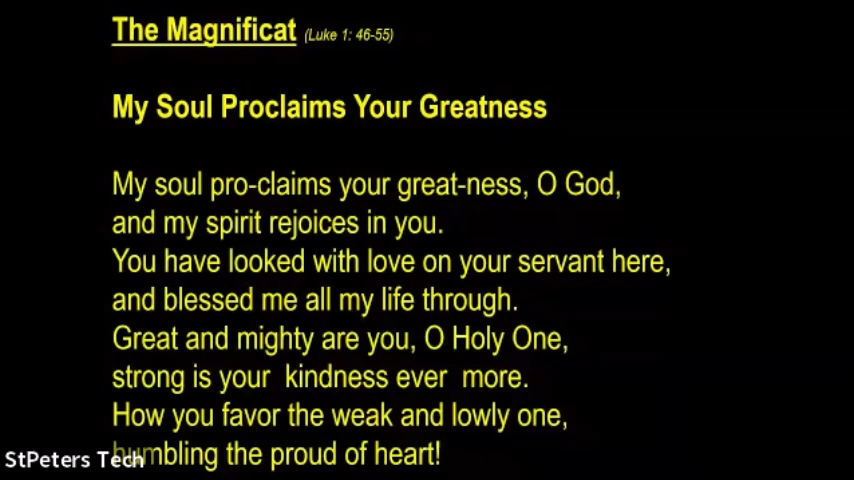 The Magnificat (Luke 1: 46-55)
My Soul Proclaims Your Greatness
My soul pro-claims your great-ness, O God,
and my spirit rejoices in you.
You have looked with love on your servant here,
and blessed me all my life through.
Great and mighty are you, O Holy One,
strong is your  kindness ever  more.
How you favor the weak and lowly one,
humbling the proud of heart!
StPeters Tech